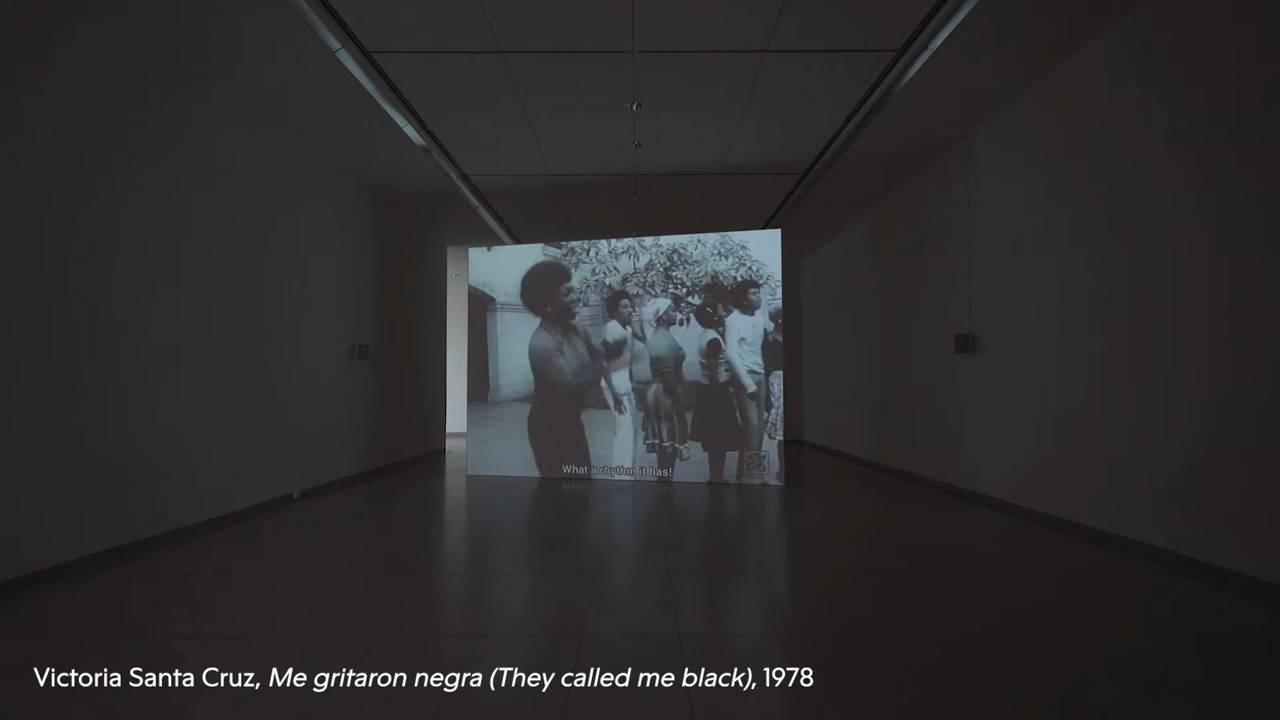 What a rhythm it has!
Victoria Santa Cruz, Me gritaron negra (They called me black), 1978